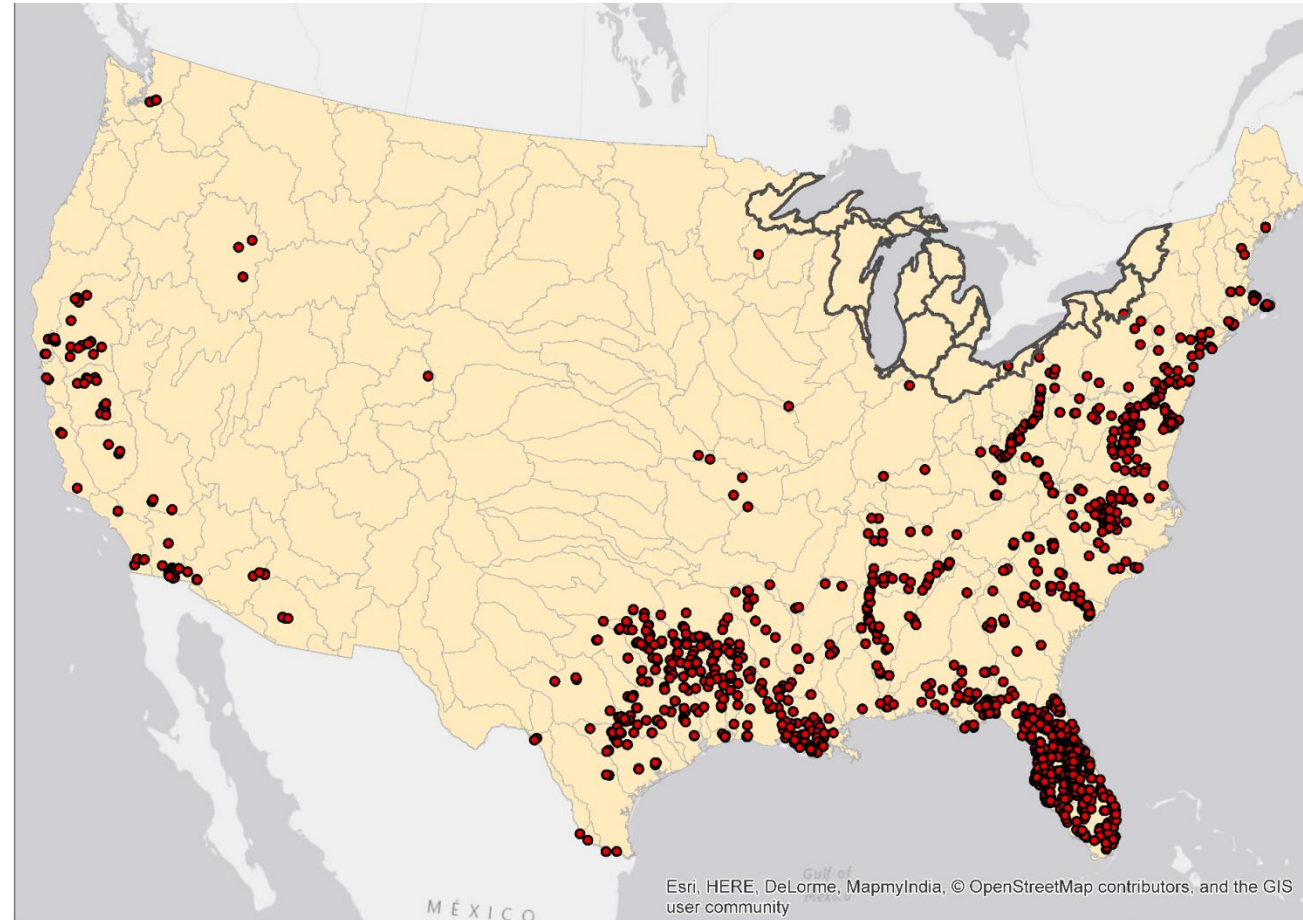 Gulf of
Mexico
MÉXICO
Esri, HERE, DeLorme, MapmyIndia, © OpenStreetMap contributors, and the GIS
user community